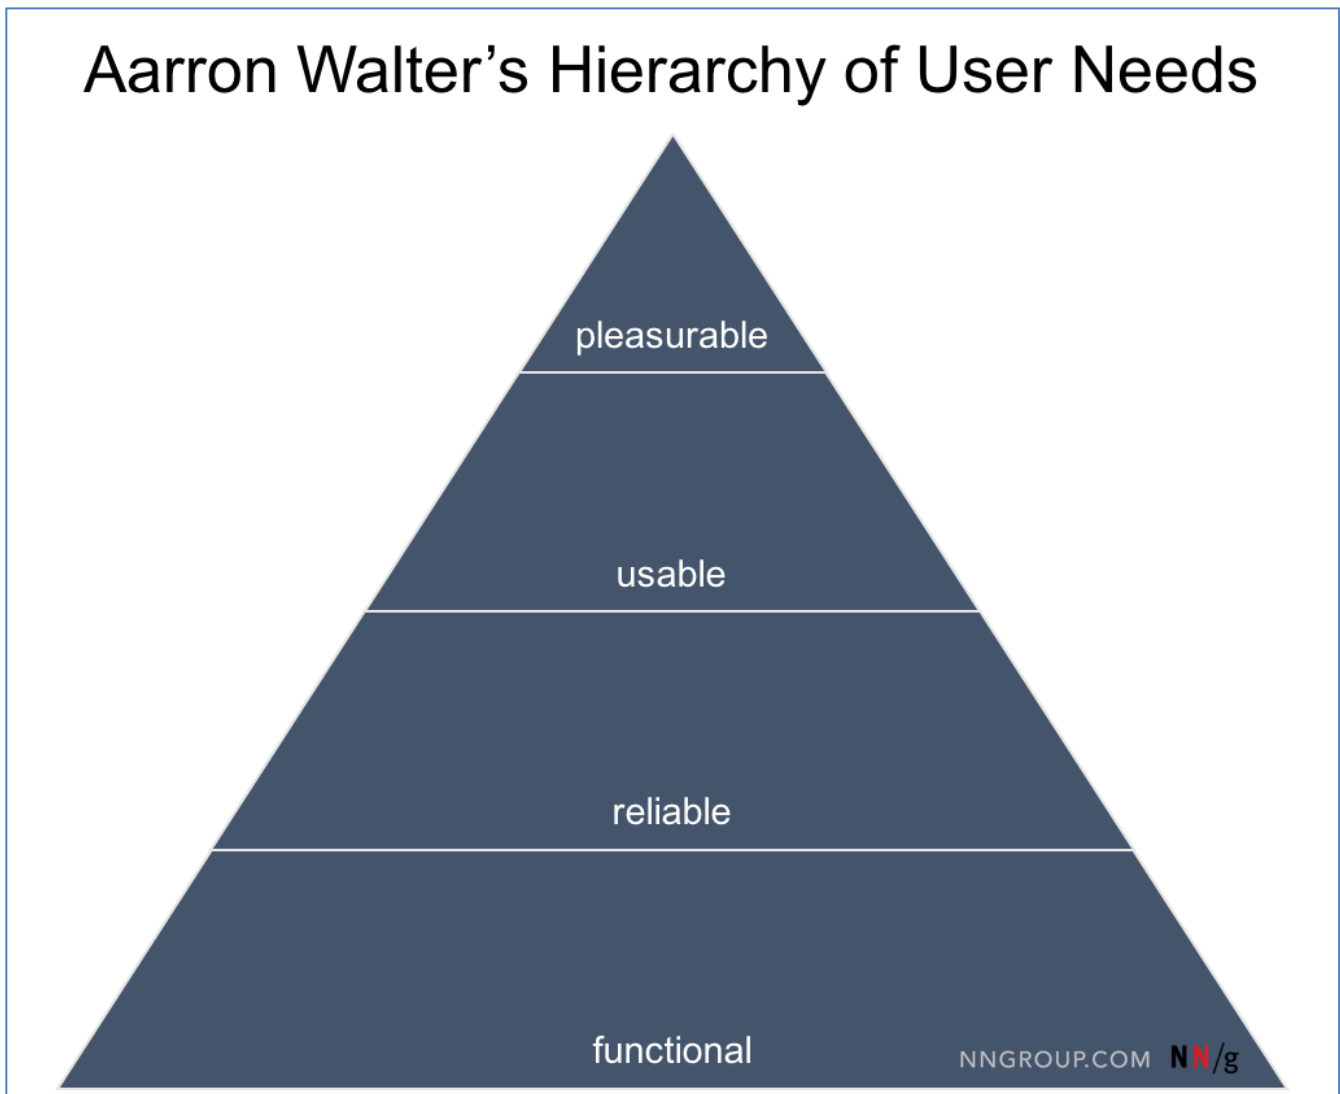 Aarron Walter’s Hierarchy of User Needs
pleasurable
usable
reliable
functional
NNGROUP.COM NN/g